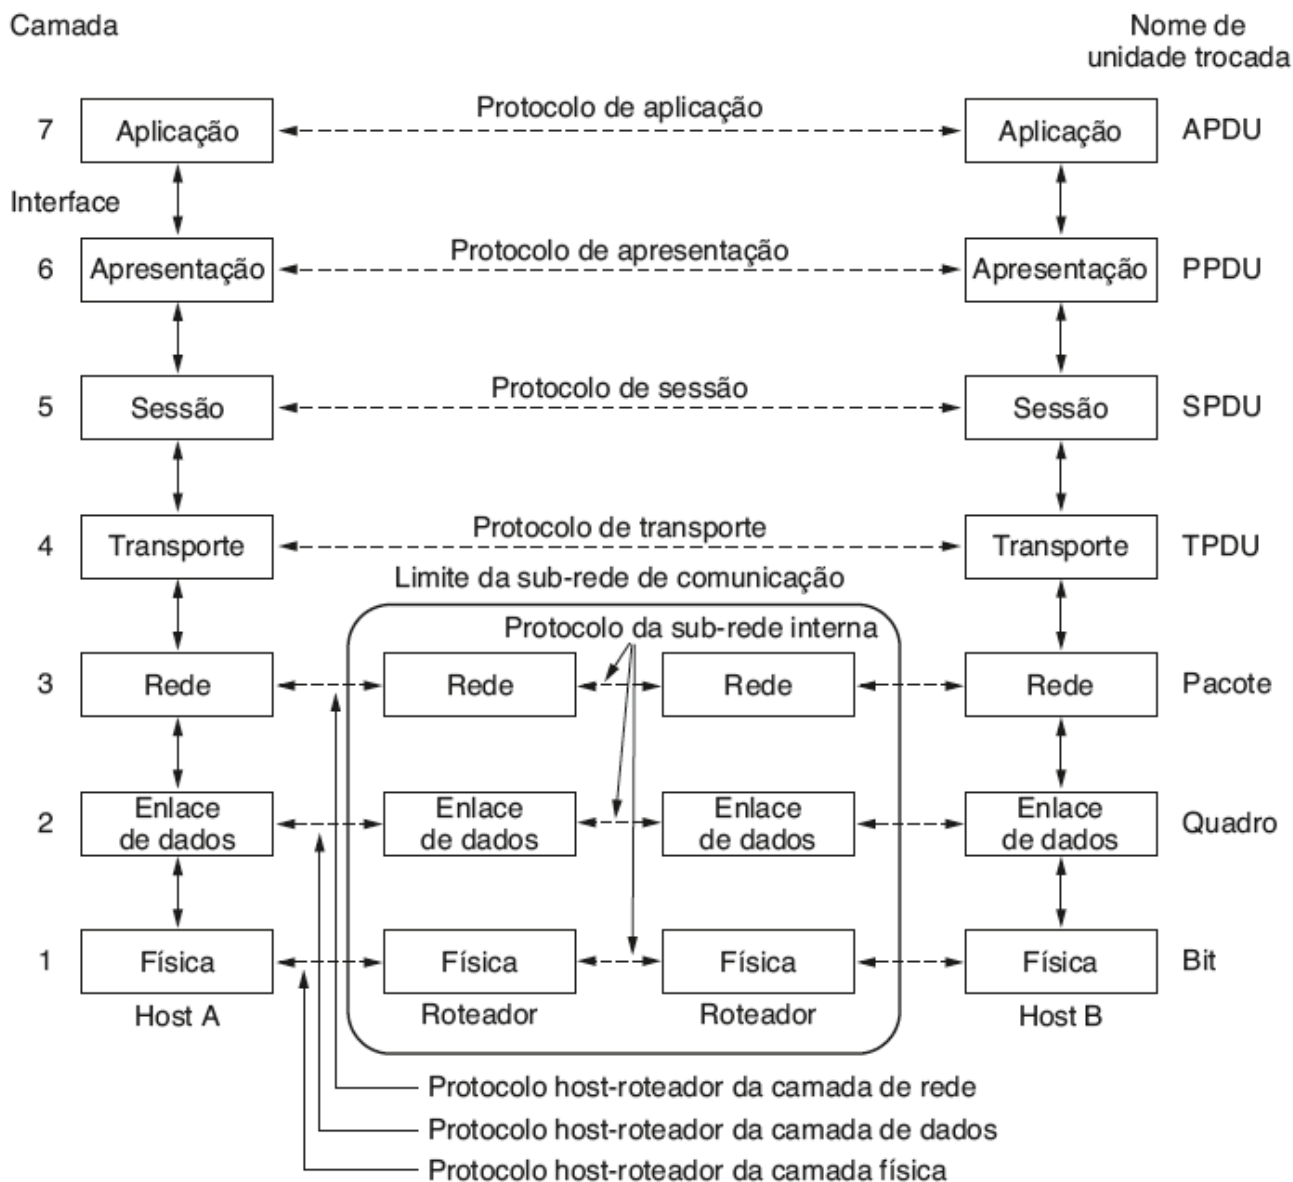 Camada
Nome de
unidade trocada
7
Aplicação
Protocolo de aplicação
Aplicação
APDU
Interface
6
Apresentação
Protocolo de apresentação
Apresentação
PPDU
5
Sessão
Protocolo de sessão
Sessão
SPDU
4
Transporte
Protocolo de transporte
Transporte
TPDU
Limite da sub-rede de comunicação
Protocolo da sub-rede interna
3
Rede
Rede
Rede
Rede
Pacote
2
Enlace
de dados
Enlace
de dados
Enlace
de dados
Enlace
de dados
Quadro
1
Física
Física
Física
Física
Bit
Host A
Roteador
Roteador
Host B
Protocolo host-roteador da camada de rede
Protocolo host-roteador da camada de dados
Protocolo host-roteador da camada física